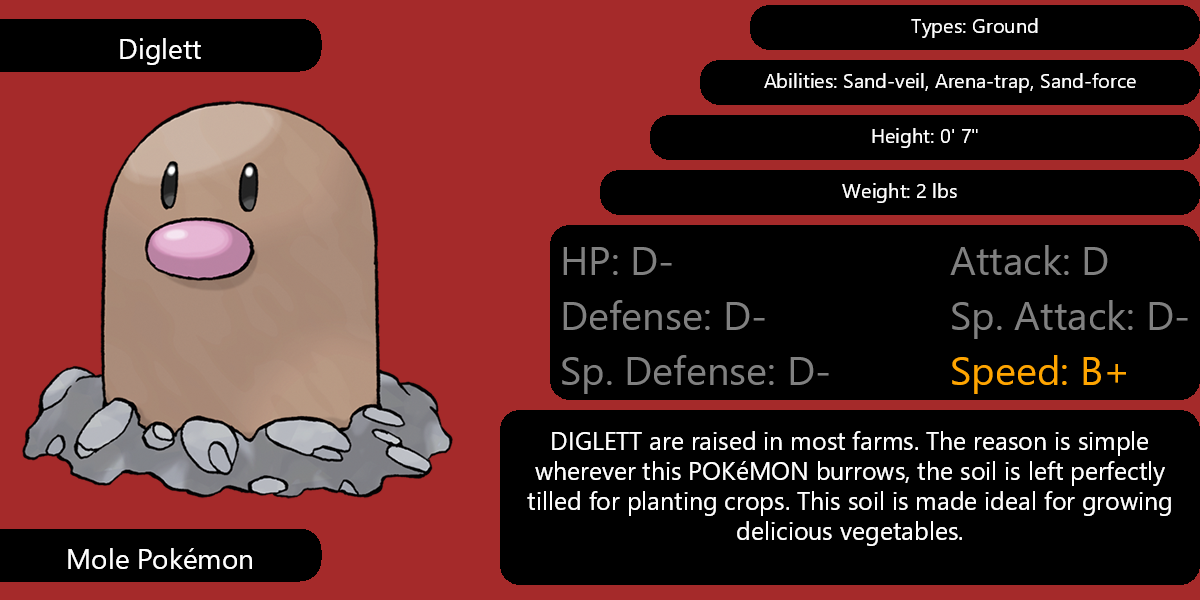 Diglett
Types: Ground
Abilities: Sand-veil, Arena-trap, Sand-force
Height: 0' 7"
Weight: 2 lbs
HP: D-
Attack: D
Defense: D-
Sp. Attack: D-
Sp. Defense: D-
Speed: B+
DIGLETT are raised in most farms. The reason is simple
wherever this POKéMON burrows, the soil is left perfectly
tilled for planting crops. This soil is made ideal for growing
delicious vegetables.
Mole Pokémon